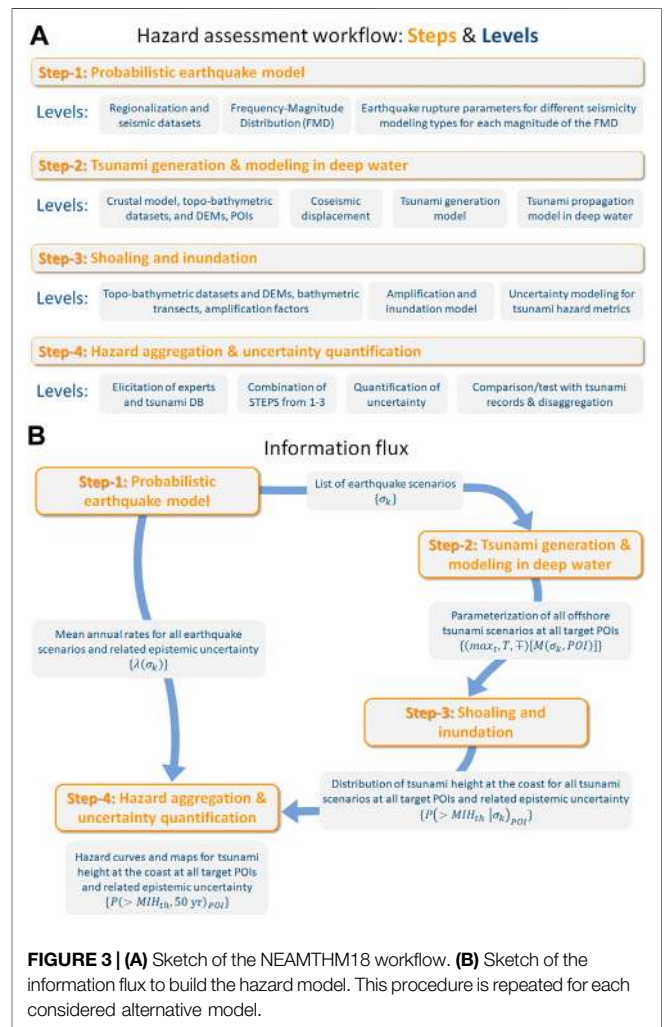 A
Hazard assessment workflow: Steps & Levels
Step-1: Probabilistic earthquake model
Levels:
Regionalization and
seismic datasets
Frequency-Magnitude
Distribution (FMD)
Earthquake rupture parameters for different seismicity
modeling types for each magnitude of the FMD
Step-2: Tsunami generation & modeling in deep water
Levels:
Crustal model, topo-bathymetric
datasets, and DEMs, POIs
Coseismic
displacement
Tsunami generation
model
Tsunami propagation
model in deep water
Step-3: Shoaling and inundation
Levels:
Topo-bathymetric datasets and DEMs, bathymetric
transects, amplification factors
Amplification and
inundation model
Uncertainty modeling for
tsunami hazard metrics
Step-4: Hazard aggregation & uncertainty quantification
Levels:
Elicitation of experts
and tsunami DB
Combination of
STEPS from 1-3
Quantification of
uncertainty
Comparison/test with tsunami
records & disaggregation
B
Information flux
Step-1: Probabilistic
earthquake model
List of earthquake scenarios
{σₖ}
Step-2: Tsunami generation &
modeling in deep water
Mean annual rates for all earthquake
scenarios and related epistemic uncertainty
{λ(σₖ)}
Parameterization of all offshore
tsunami scenarios at all target POIs
{(maxₜ, T, ∓)[M(σₖ, POI)]}
Step-3: Shoaling and
inundation
Step-4: Hazard aggregation &
uncertainty quantification
Distribution of tsunami height at the coast for all tsunami
scenarios at all target POIs and related epistemic uncertainty
{P(> MIH_th |σₖ)_POI}
Hazard curves and maps for tsunami
height at the coast at all target POIs
and related epistemic uncertainty
{P(> MIH_th, 50 yr)_POI}
FIGURE 3 | (A) Sketch of the NEAMTHM18 workflow. (B) Sketch of the
information flux to build the hazard model. This procedure is repeated for each
considered alternative model.